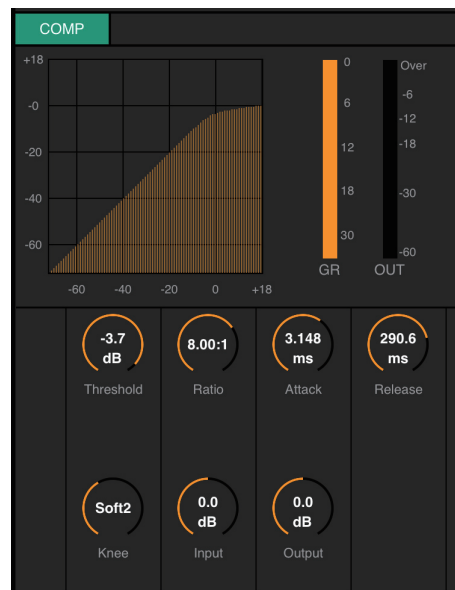 COMP
+18
-0
-20
-40
-60
-60 -40 -20 0 +18
0
6
12
18
30
GR
Over
-6
-12
-18
-30
-60
OUT
-3.7
dB
Threshold
8.00:1
Ratio
3.148
ms
Attack
290.6
ms
Release
Soft2
Knee
0.0
dB
Input
0.0
dB
Output